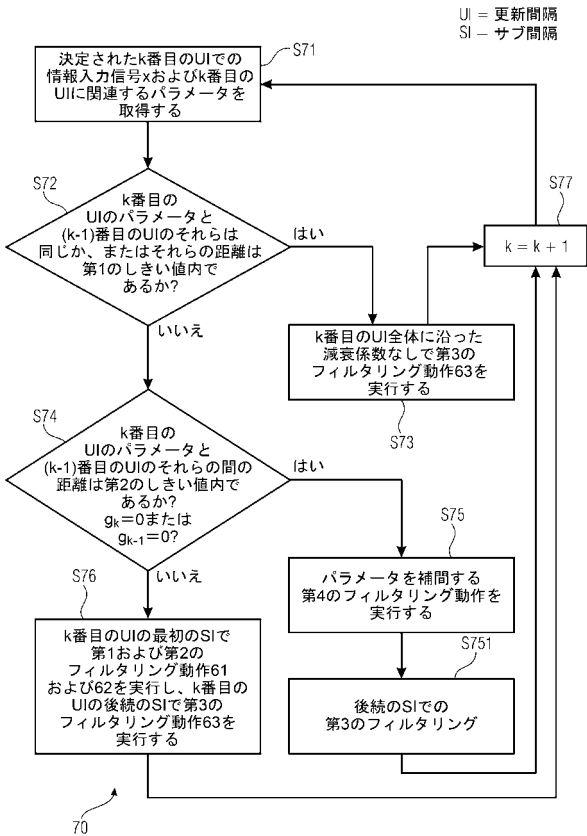 UI = 更新間隔
SI – サブ間隔
S71
決定されたk番目のUIでの
情報入力信号xおよびk番目の
UIに関連するパラメータを
取得する
S72
k番目の
UIのパラメータと
(k-1)番目のUIのそれらは
同じか、またはそれらの距離は
第1のしきい値内で
あるか?
はい
いいえ
S77
k = k + 1
k番目のUI全体に沿った
減衰係数なしで第3の
フィルタリング動作63を
実行する
S73
S74
k番目の
UIのパラメータと
(k-1)番目のUIのそれらの間の
距離は第2のしきい値内で
あるか?
gk=0または
gk-1=0?
はい
いいえ
S75
パラメータを補間する
第4のフィルタリング動作を
実行する
S76
k番目のUIの最初のSIで
第1および第2の
フィルタリング動作61
および62を実行し、k番目の
UIの後続のSIで第3の
フィルタリング動作63を
実行する
S751
後続のSIでの
第3のフィルタリング
70